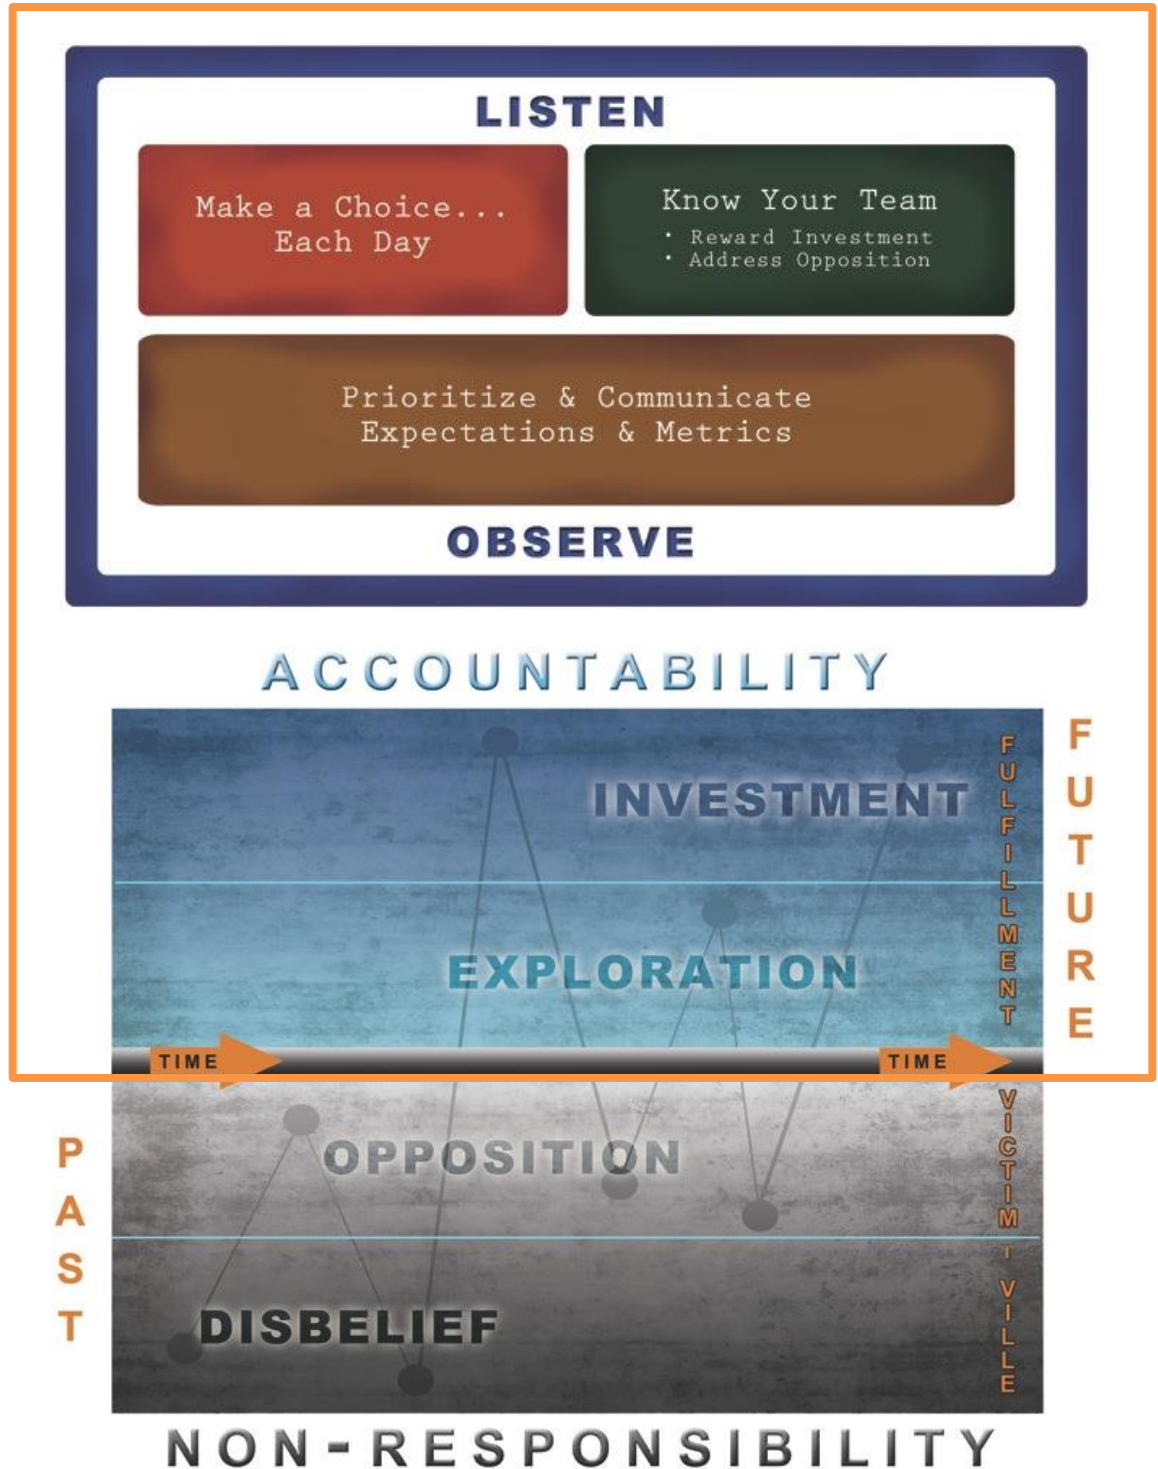 LISTEN
Make a Choice...
Each Day
Know Your Team
• Reward Investment
• Address Opposition
Prioritize & Communicate
Expectations & Metrics
OBSERVE
ACCOUNTABILITY
INVESTMENT
FULFILLMENT
FUTURE
EXPLORATION
TIME
TIME
PAST
OPPOSITION
VICTIM-VILLE
DISBELIEF
NON-RESPONSIBILITY